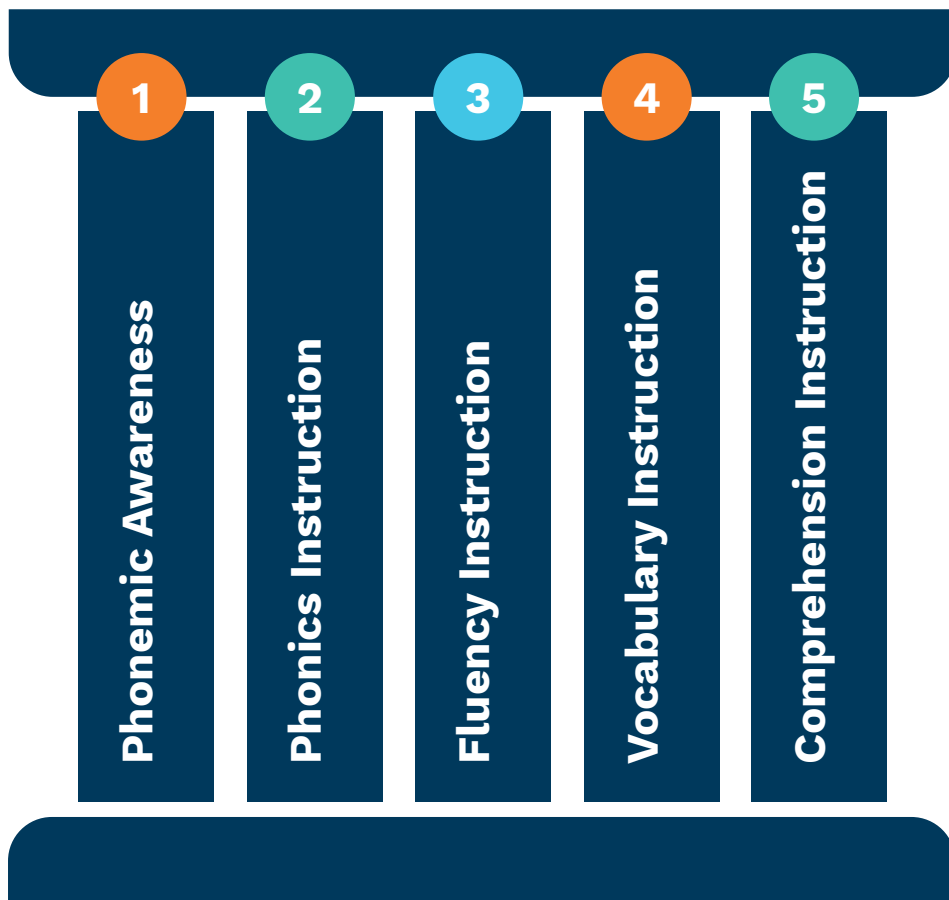 1
Phonemic Awareness
2
Phonics Instruction
3
Fluency Instruction
4
Vocabulary Instruction
5
Comprehension Instruction